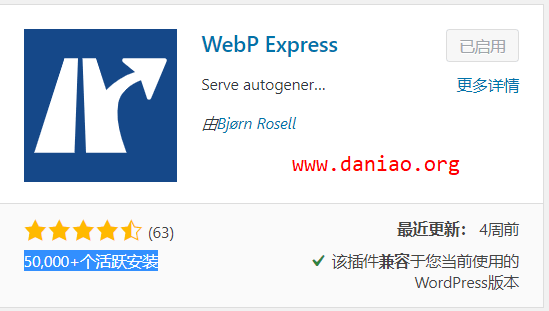 WebP Express
已启用
Serve autogener...
更多详情
由Bjørn Rosell
www.daniao.org
(63)
最近更新： 4周前
50,000+个活跃安装
该插件兼容于您当前使用的
WordPress版本